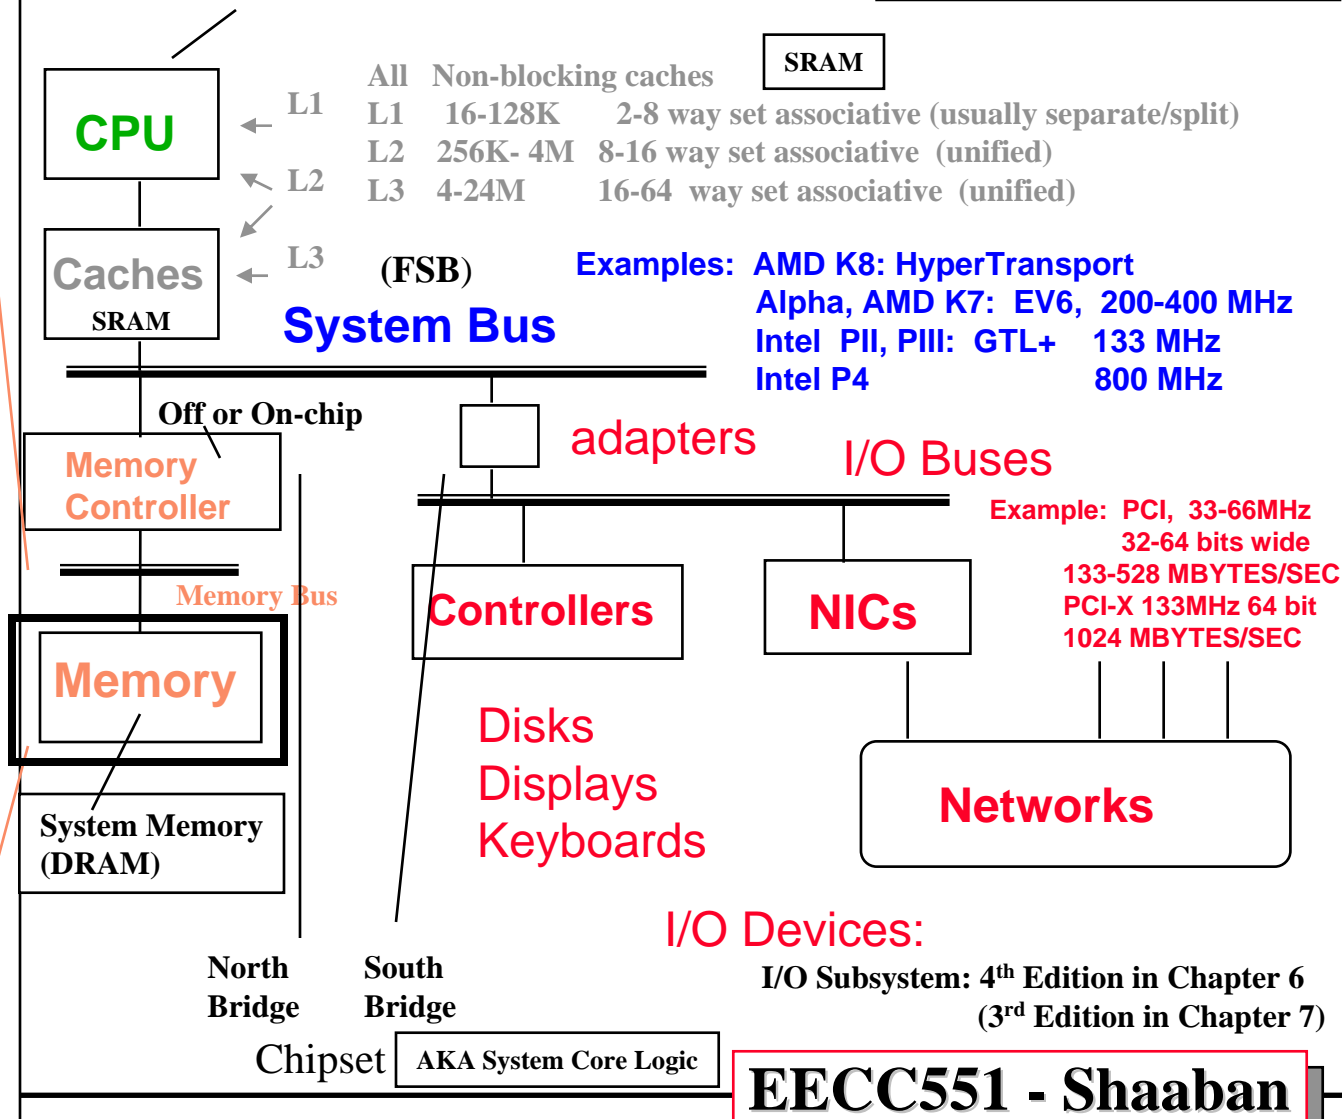 SRAM
All Non-blocking caches
L1 16-128K 2-8 way set associative (usually separate/split)
L2 256K- 4M 8-16 way set associative (unified)
L3 4-24M 16-64 way set associative (unified)
CPU
L1
L2
L3
Caches
SRAM
(FSB)
System Bus
Examples: AMD K8: HyperTransport
Alpha, AMD K7: EV6, 200-400 MHz
Intel PII, PIII: GTL+ 133 MHz
Intel P4 800 MHz
Off or On-chip
Memory
Controller
adapters
I/O Buses
Example: PCI, 33-66MHz
32-64 bits wide
133-528 MBYTES/SEC
PCI-X 133MHz 64 bit
1024 MBYTES/SEC
Memory Bus
Controllers
NICs
Memory
Disks
Displays
Keyboards
Networks
System Memory
(DRAM)
I/O Devices:
North
Bridge
South
Bridge
I/O Subsystem: 4th Edition in Chapter 6
(3rd Edition in Chapter 7)
Chipset
AKA System Core Logic
EECC551 - Shaaban